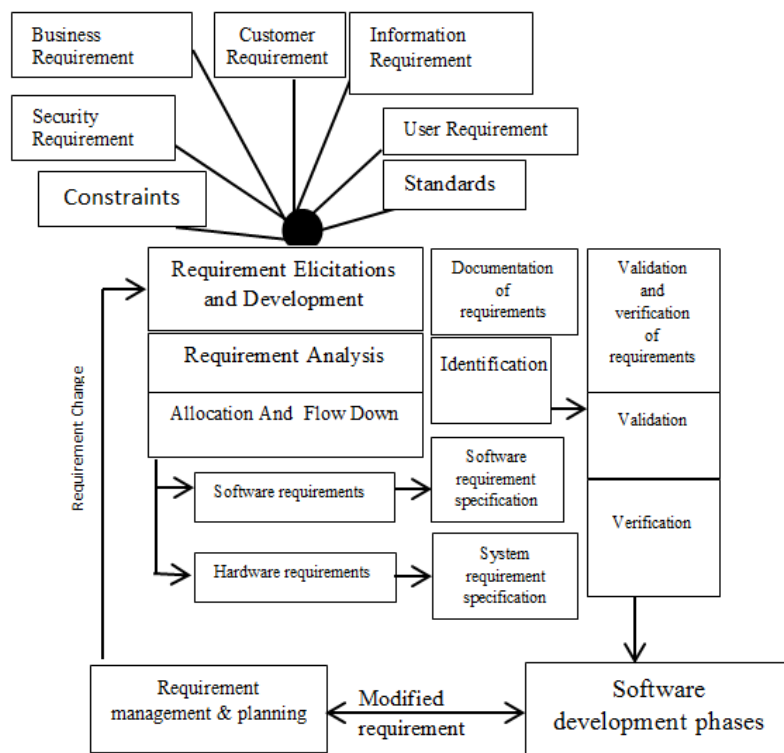 Business
Requirement
Customer
Requirement
Information
Requirement
Security
Requirement
User Requirement
Constraints
Standards
Requirement Elicitations
and Development
Documentation
of
requirements
Validation
and
verification
of
requirements
Requirement Analysis
Identification
Allocation And Flow Down
Validation
Requirement Change
Software requirements
Software
requirement
specification
Verification
Hardware requirements
System
requirement
specification
Requirement
management & planning
Modified
requirement
Software
development phases